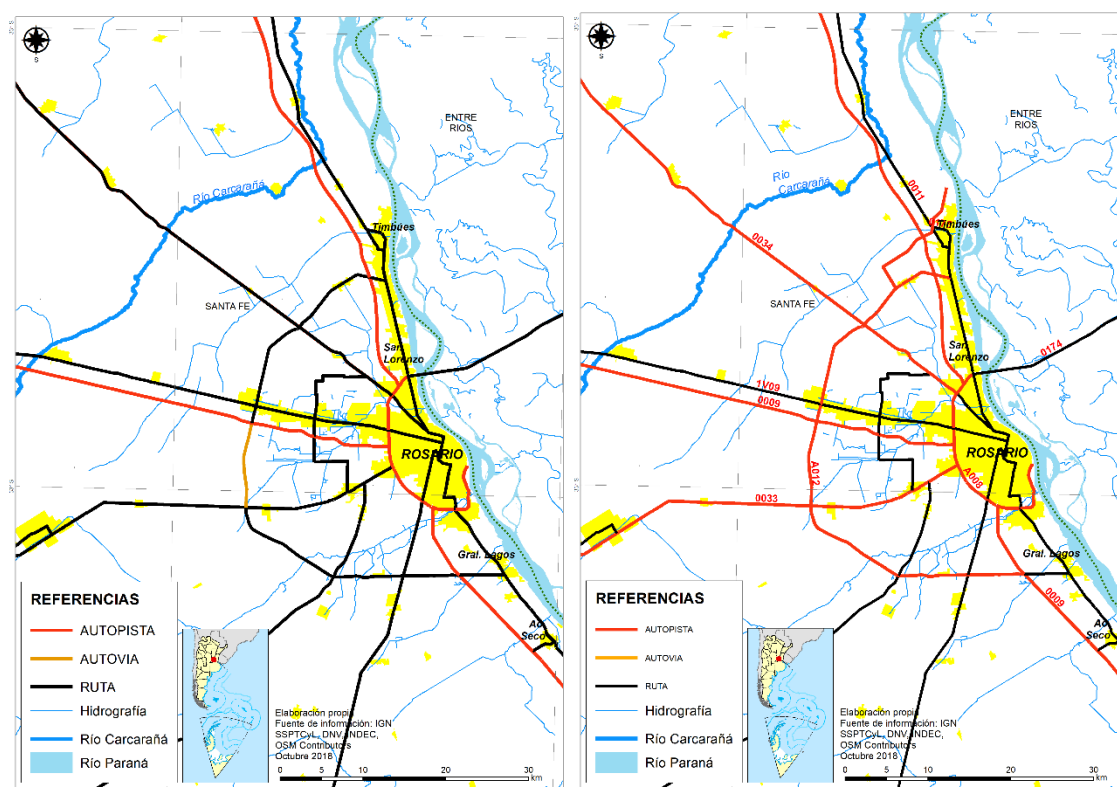 S
ENTRE
RIOS
Río Carcarañá
Timbúes
SANTA FE
San
Lorenzo
ROSARIO
Gral. Lagos
Ao
Seco
REFERENCIAS
AUTOPISTA
AUTOVIA
RUTA
Hidrografía
Río Carcarañá
Río Paraná
Elaboración propia
Fuente de información: IGN
SSPTCyL, DNV, INDEC,
OSM Contributors
Octubre 2018
0 5 10 20 30
km
S
ENTRE
RIOS
Río
Carcarañá
0011
Timbúes
0034
SANTA FE
San
Lorenzo
0174
1V09
0009
ROSARIO
A012
A008
0033
Gral. Lagos
0009
Ao
Seco
REFERENCIAS
AUTOPISTA
AUTOVIA
RUTA
Hidrografía
Río Carcarañá
Río Paraná
Elaboración propia
Fuente de información: IGN
SSPTCyL, DNV, INDEC,
OSM Contributors
Octubre 2018
0 5 10 20 30
km